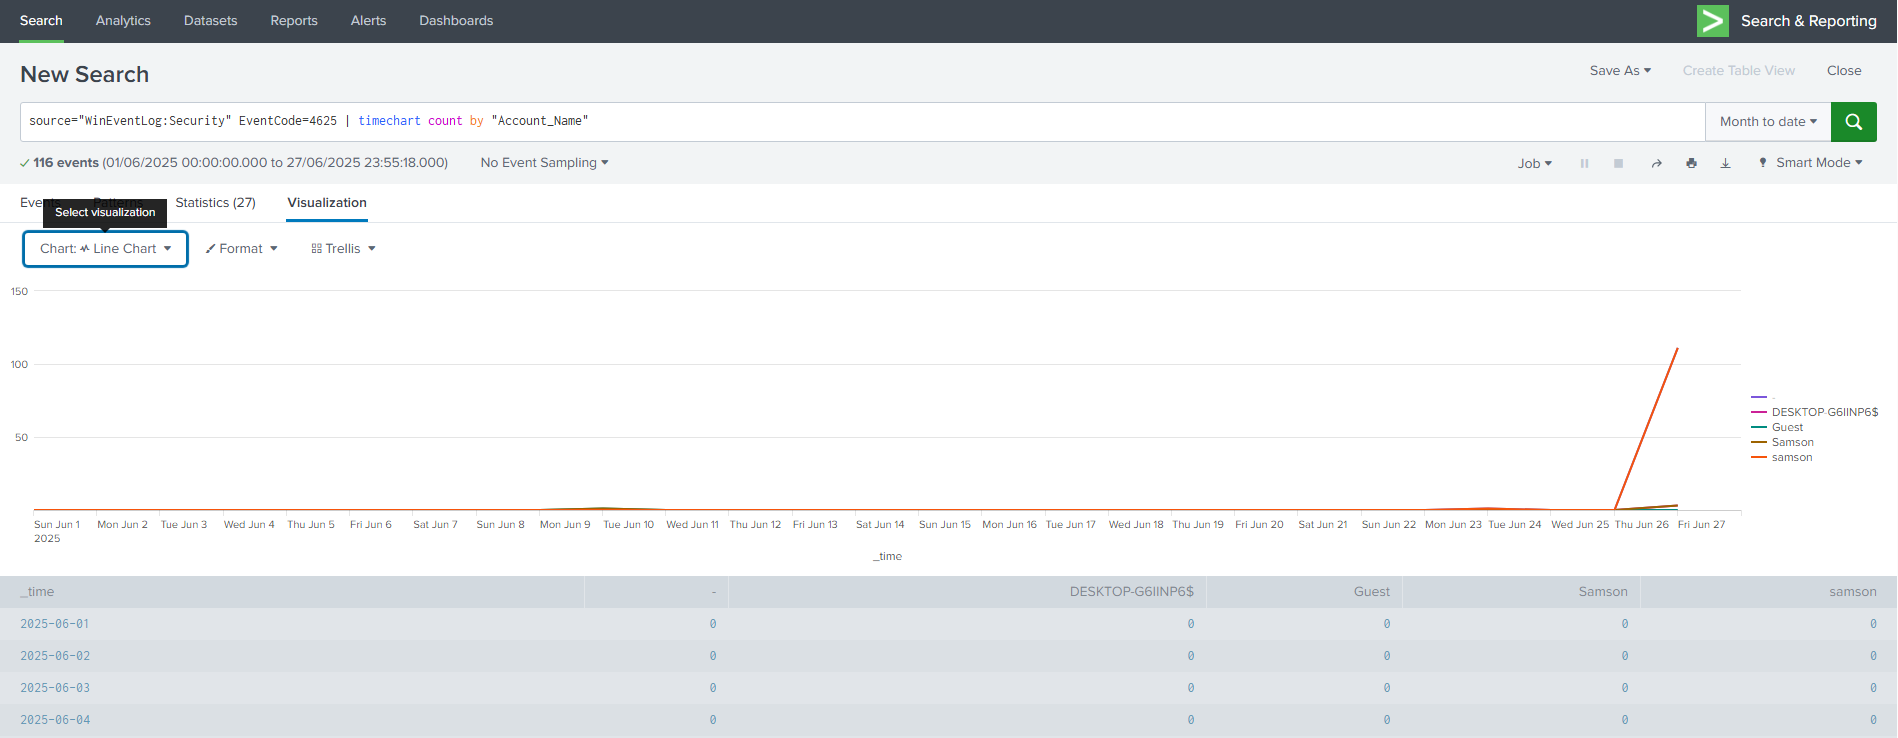 Search Analytics Datasets Reports Alerts Dashboards Search & Reporting
New Search Save As Create Table View Close
source="WinEventLog:Security" EventCode=4625 | timechart count by "Account_Name" Month to date
116 events (01/06/2025 00:00:00.000 to 27/06/2025 23:55:18.000) No Event Sampling Job Smart Mode
Events Patterns Statistics (27) Visualization
Select visualization
Chart: Line Chart Format Trellis
150
100
50
-
DESKTOP-G6IINP6$
Guest
Samson
samson
Sun Jun 1 Mon Jun 2 Tue Jun 3 Wed Jun 4 Thu Jun 5 Fri Jun 6 Sat Jun 7 Sun Jun 8 Mon Jun 9 Tue Jun 10 Wed Jun 11 Thu Jun 12 Fri Jun 13 Sat Jun 14 Sun Jun 15 Mon Jun 16 Tue Jun 17 Wed Jun 18 Thu Jun 19 Fri Jun 20 Sat Jun 21 Sun Jun 22 Mon Jun 23 Tue Jun 24 Wed Jun 25 Thu Jun 26 Fri Jun 27
2025
_time
_time - DESKTOP-G6IINP6$ Guest Samson samson
2025-06-01 0 0 0 0 0
2025-06-02 0 0 0 0 0
2025-06-03 0 0 0 0 0
2025-06-04 0 0 0 0 0